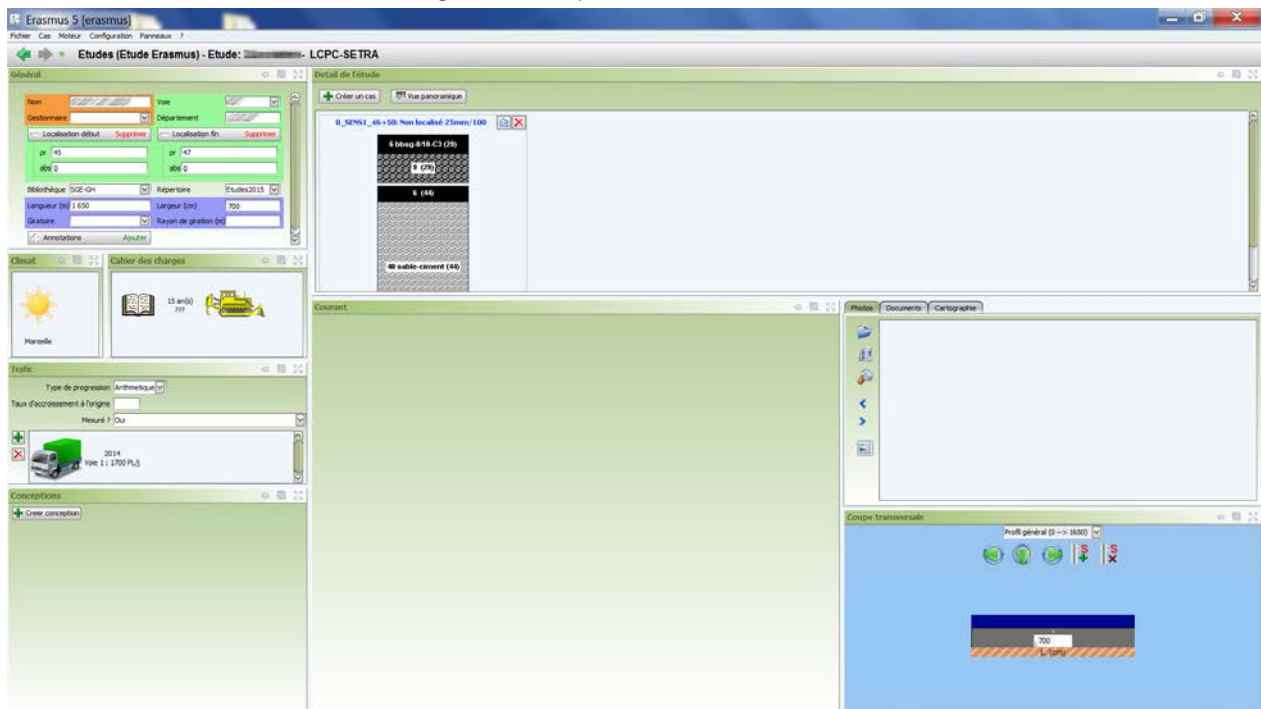 Erasmus 5 [erasmus]
Fichier Cas Moteur Configuration Panneaux ?
Etudes (Etude Erasmus) - Etude: - LCPC-SETRA
Général
Nom Voie
Gestionnaire Département
Localisation début Supprimer Localisation fin Supprimer
pr 45 pr 47
abs 0 abs 0
Bibliothèque SGE-GH Répertoire Etudes2015
Longueur (m) 1 650 Largeur (cm) 700
Giratoire Rayon de giration (m)
Annotations Ajouter
Climat
Marseille
Cahier des charges
15 an(s)
???
Trafic
Type de progression Arithmetique
Taux d'accroissement à l'origine
Mesuré ? Oui
2014
Voie 1 : 1700 PL/j
Conceptions
Creer conception
Detail de l'étude
Créer un cas Vue panoramique
0_SENS1_46+50: Non localisé 25mm/100
6 bbsg-0/10-C3 (29)
9 (29)
6 (44)
40 sable-ciment (44)
Courant
Photos Documents Cartographie
Coupe transversale
Profil général (0 --> 1650)
S S
700
L (cm)